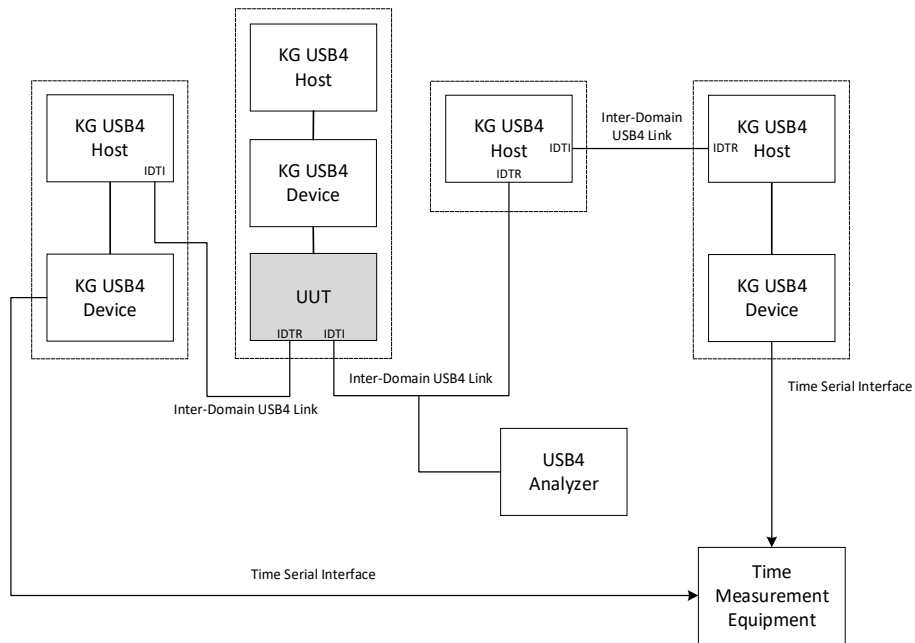 KG USB4
Host
IDTI
KG USB4
Device
KG USB4
Host
KG USB4
Device
UUT
IDTR
IDTI
Inter-Domain USB4 Link
Inter-Domain USB4 Link
KG USB4
Host
IDTI
IDTR
Inter-Domain
USB4 Link
KG USB4
Host
IDTR
KG USB4
Device
Time Serial Interface
USB4
Analyzer
Time Serial Interface
Time
Measurement
Equipment